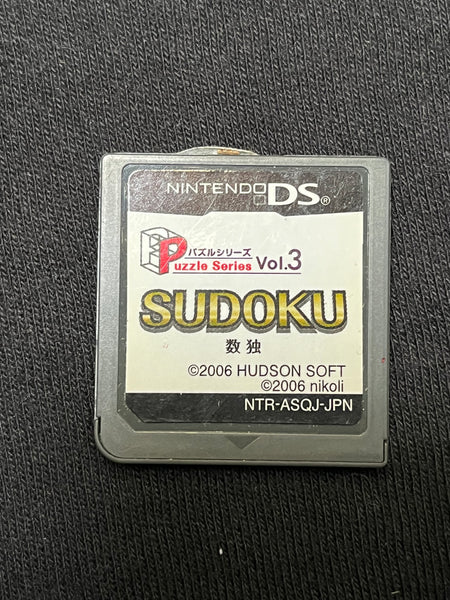 NINTENDO DS®
パズルシリーズ
Puzzle Series Vol.3
SUDOKU
数独
©2006 HUDSON SOFT
©2006 nikoli
NTR-ASQJ-JPN